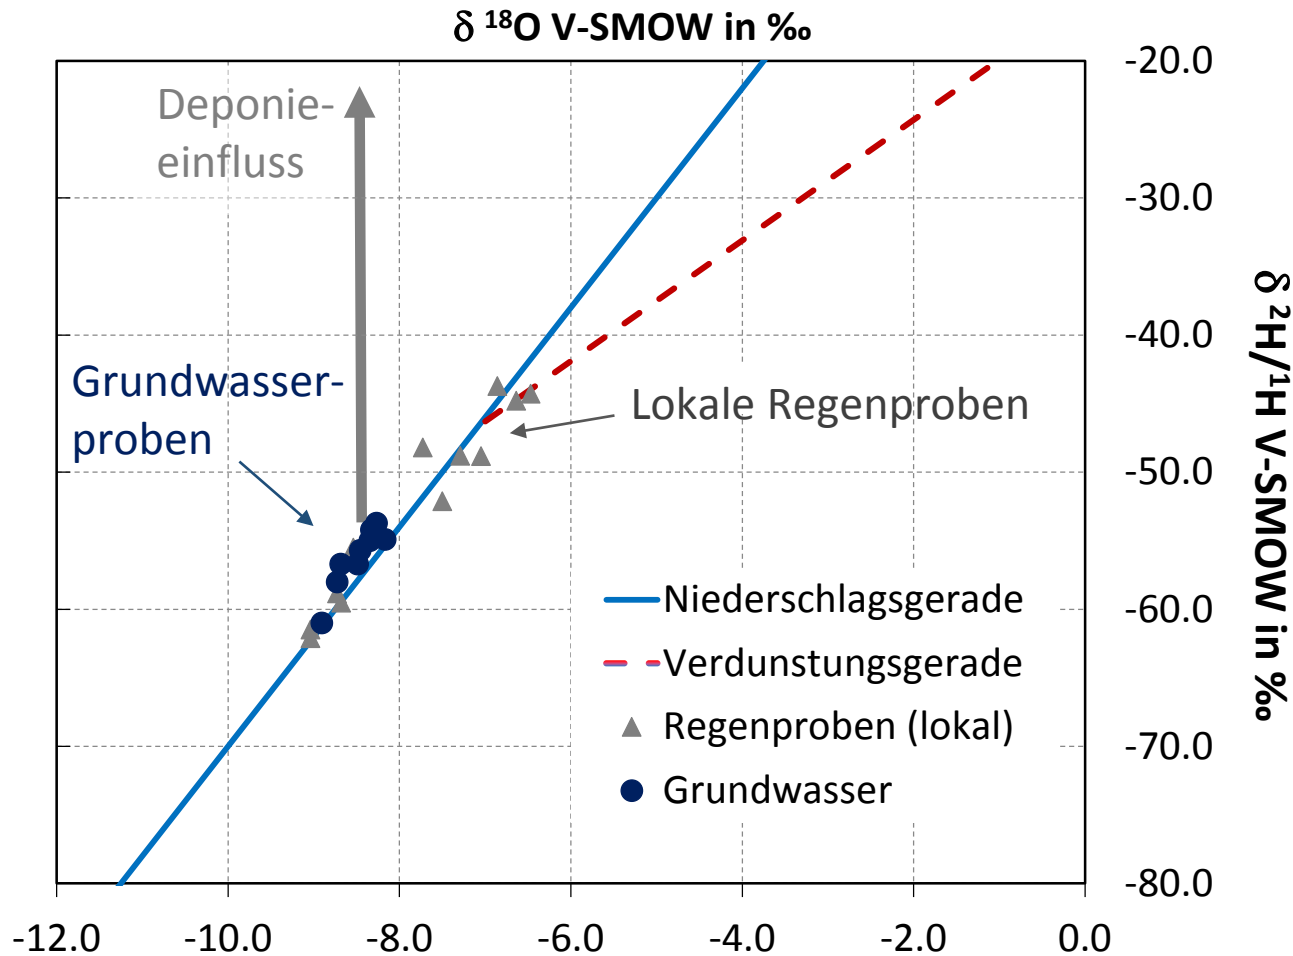 δ ¹⁸O V-SMOW in ‰
-20.0
-30.0
-40.0
-50.0
-60.0
-70.0
-80.0
δ ²H/¹H V-SMOW in ‰
Deponie-
einfluss
Grundwasser-
proben
Lokale Regenproben
Niederschlagsgerade
Verdunstungsgerade
Regenproben (lokal)
Grundwasser
-12.0 -10.0 -8.0 -6.0 -4.0 -2.0 0.0